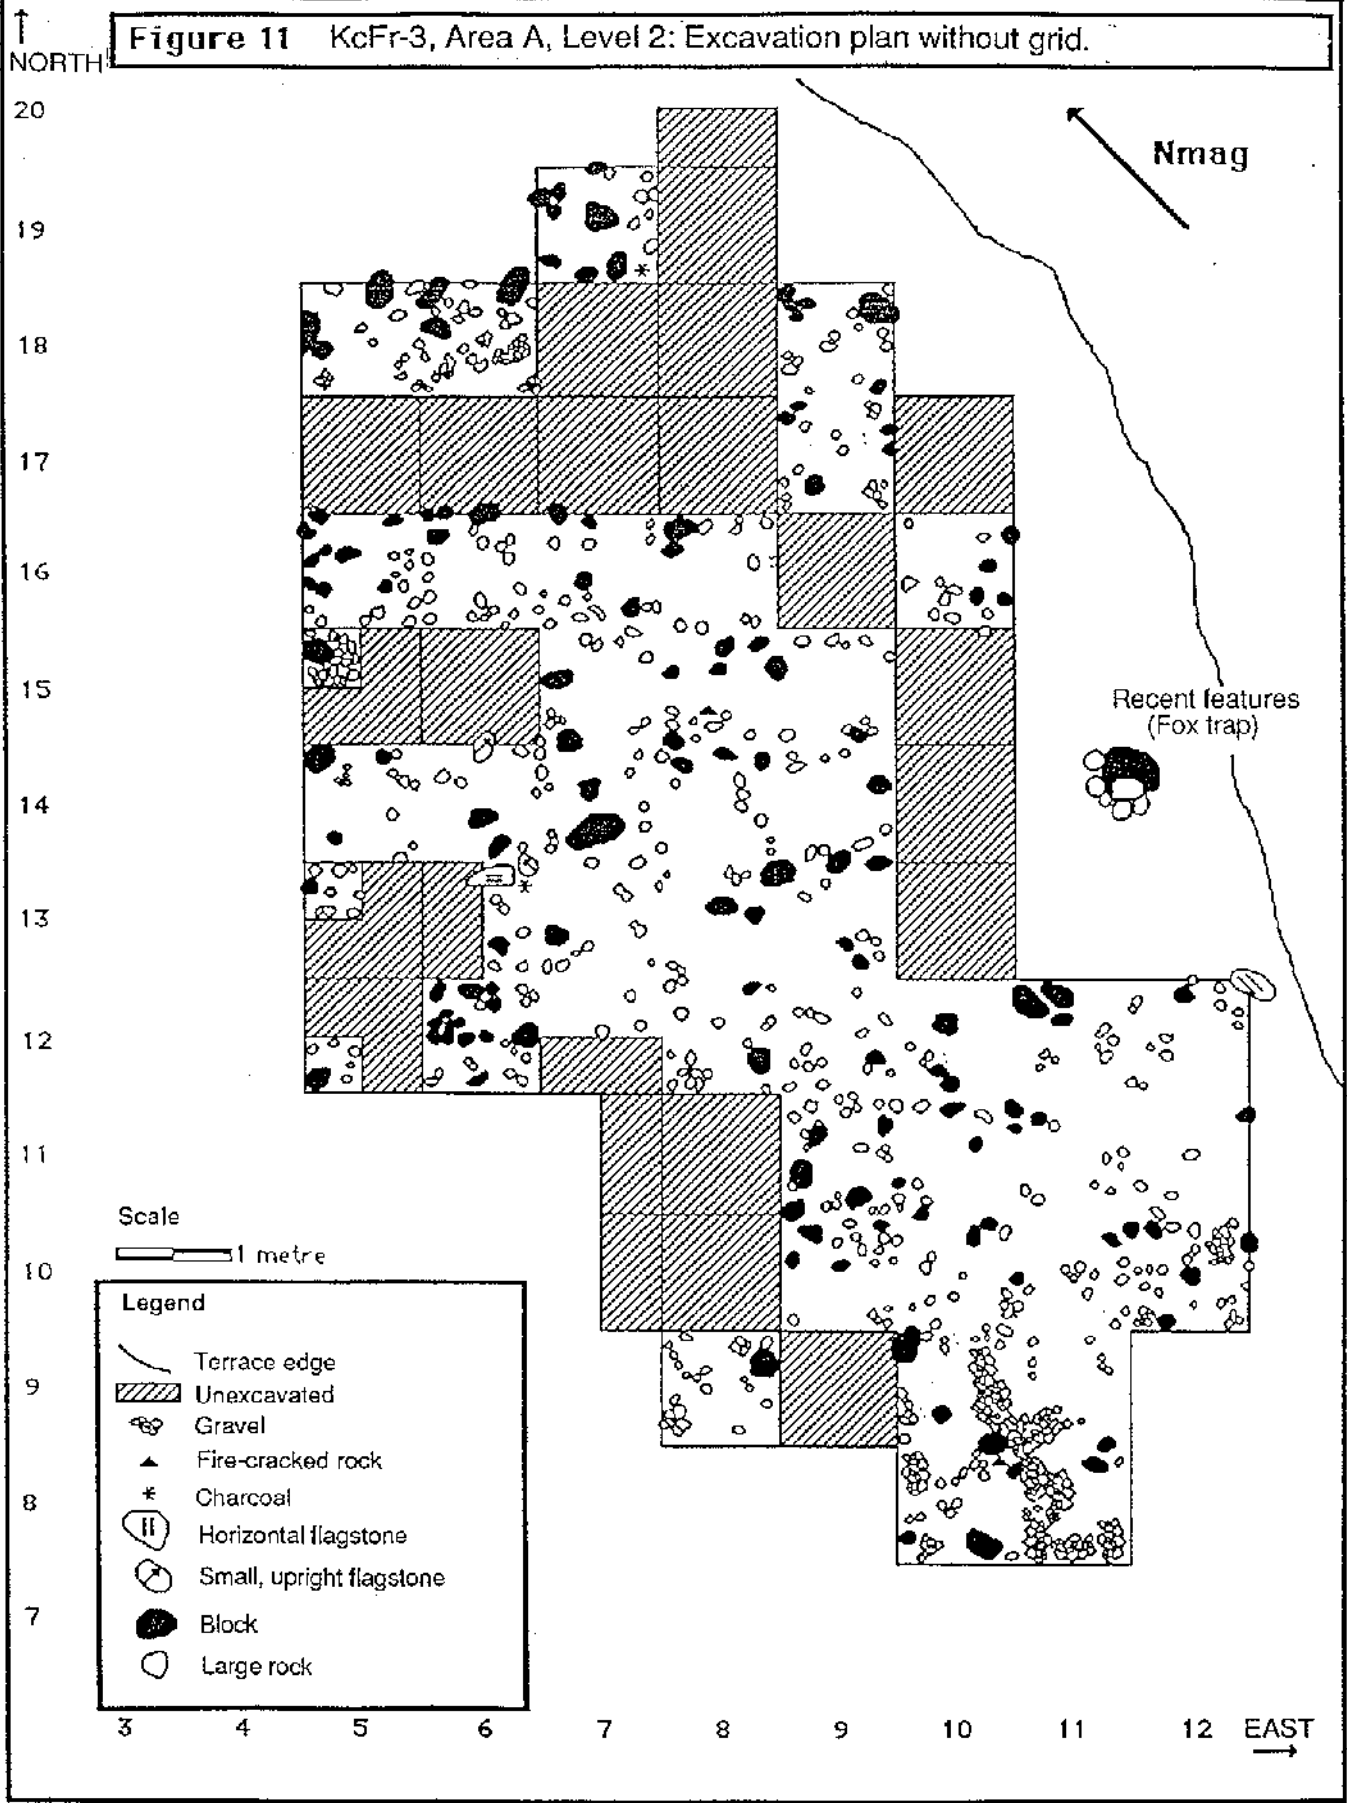 Figure 11 KcFr-3, Area A, Level 2: Excavation plan without grid.
↑
NORTH
20
19
18
17
16
15
14
13
12
11
10
9
8
7
Nmag
Recent features
(Fox trap)
Scale
1 metre
Legend
Terrace edge
Unexcavated
Gravel
Fire-cracked rock
Charcoal
Horizontal flagstone
Small, upright flagstone
Block
Large rock
3 4 5 6 7 8 9 10 11 12 EAST
→